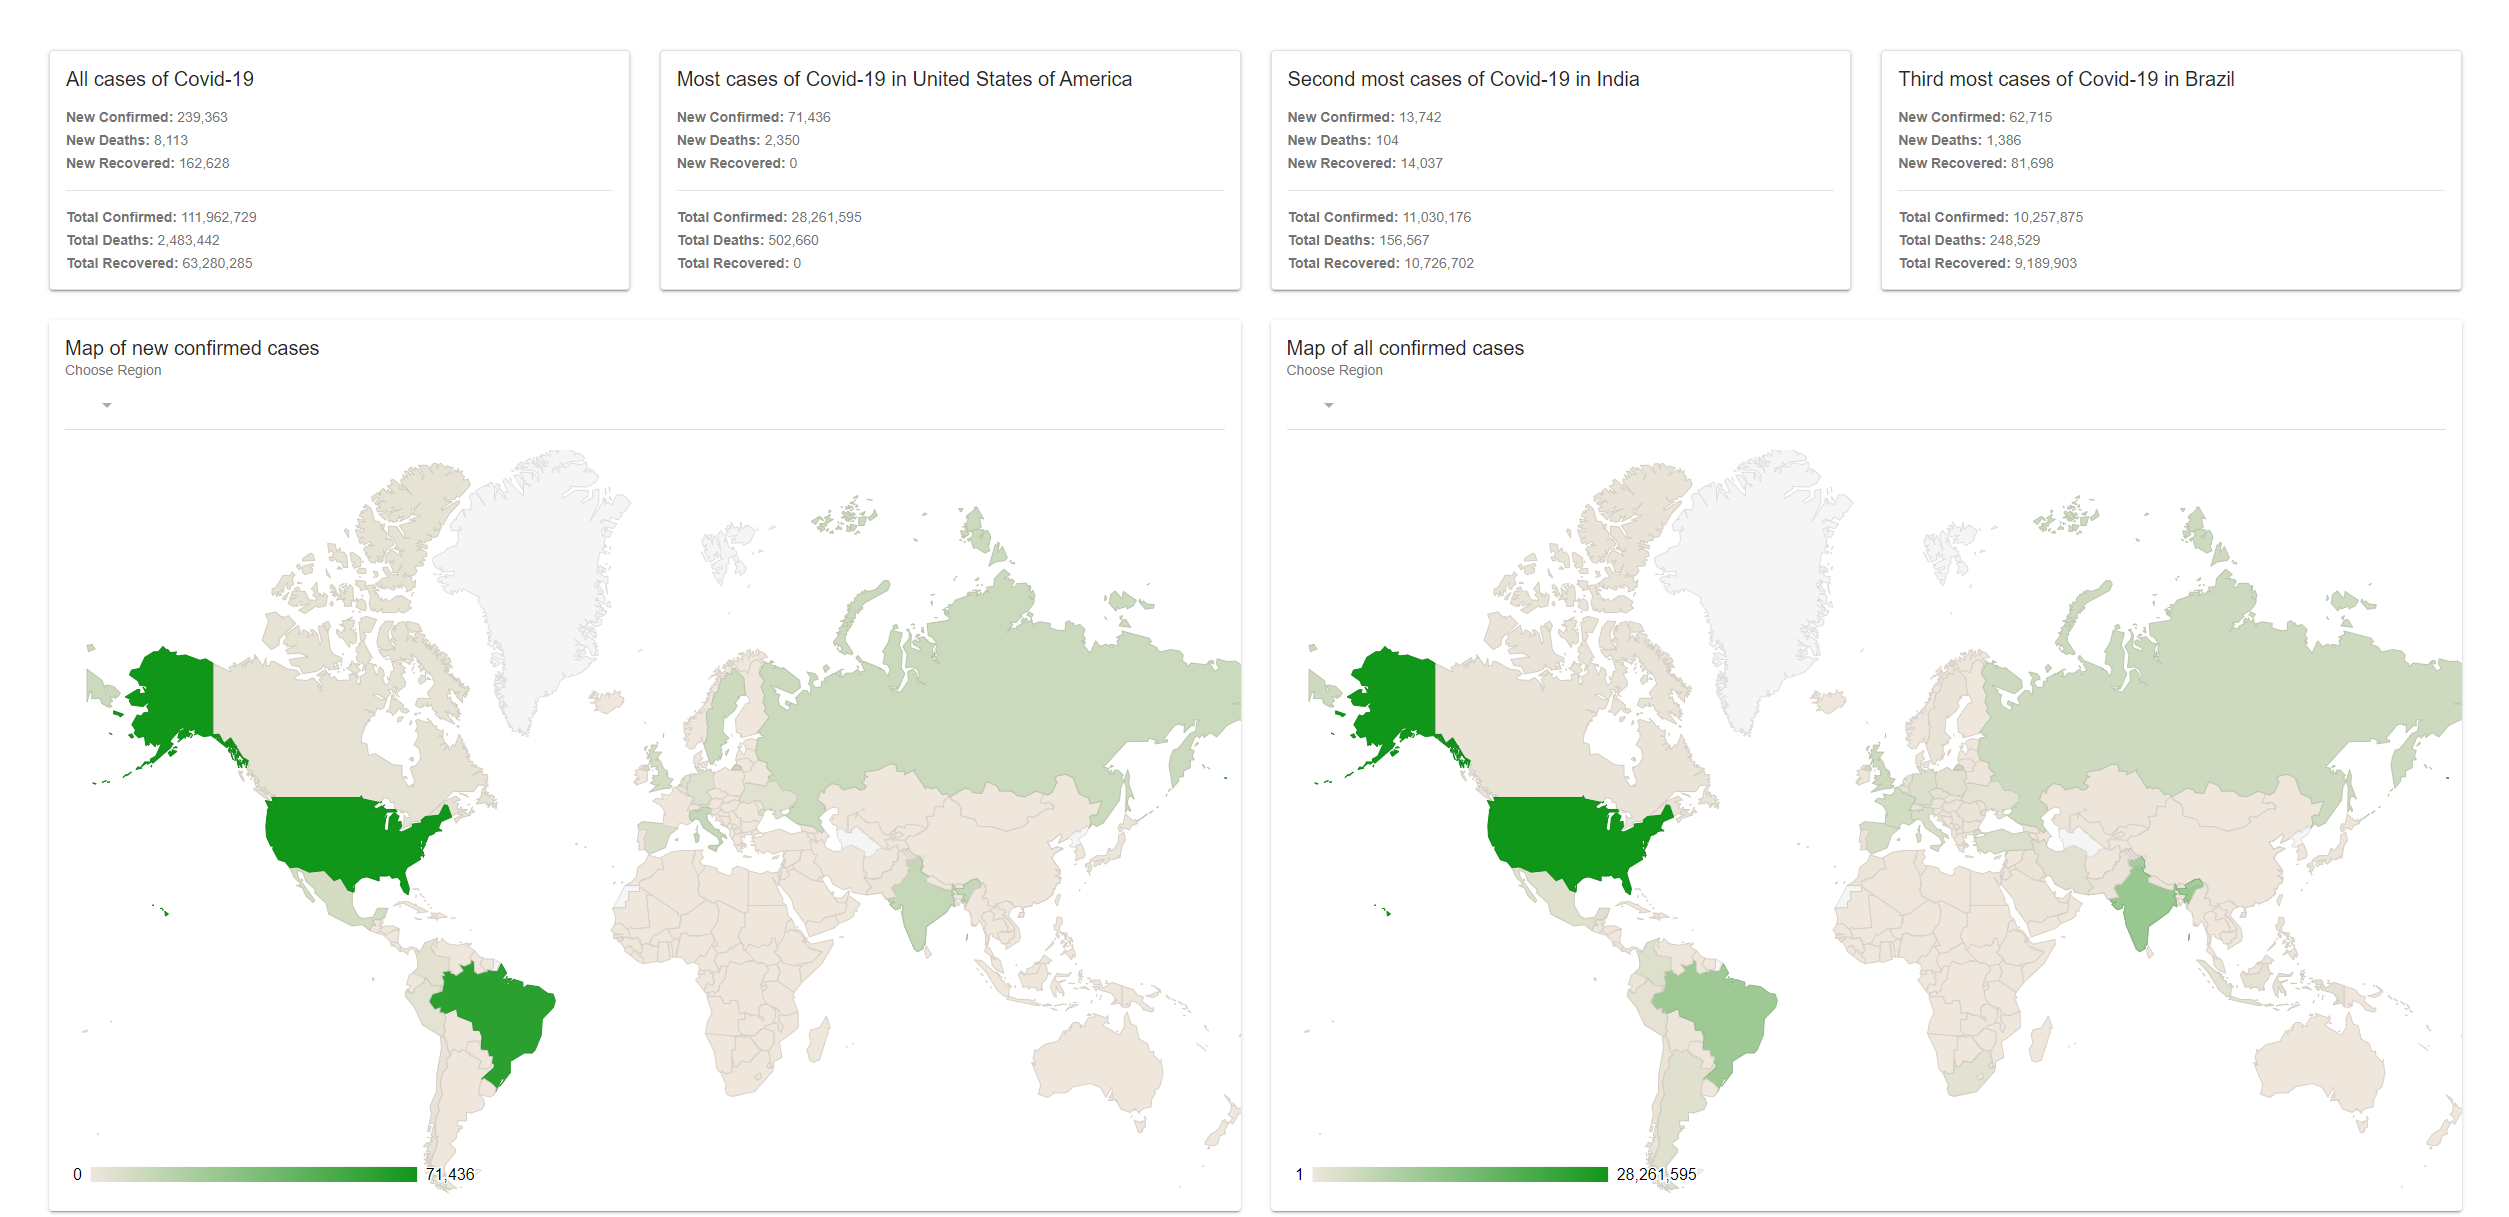 All cases of Covid-19
New Confirmed: 239,363
New Deaths: 8,113
New Recovered: 162,628
Total Confirmed: 111,962,729
Total Deaths: 2,483,442
Total Recovered: 63,280,285
Most cases of Covid-19 in United States of America
New Confirmed: 71,436
New Deaths: 2,350
New Recovered: 0
Total Confirmed: 28,261,595
Total Deaths: 502,660
Total Recovered: 0
Second most cases of Covid-19 in India
New Confirmed: 13,742
New Deaths: 104
New Recovered: 14,037
Total Confirmed: 11,030,176
Total Deaths: 156,567
Total Recovered: 10,726,702
Third most cases of Covid-19 in Brazil
New Confirmed: 62,715
New Deaths: 1,386
New Recovered: 81,698
Total Confirmed: 10,257,875
Total Deaths: 248,529
Total Recovered: 9,189,903
Map of new confirmed cases
Choose Region
0
71,436
Map of all confirmed cases
Choose Region
1
28,261,595